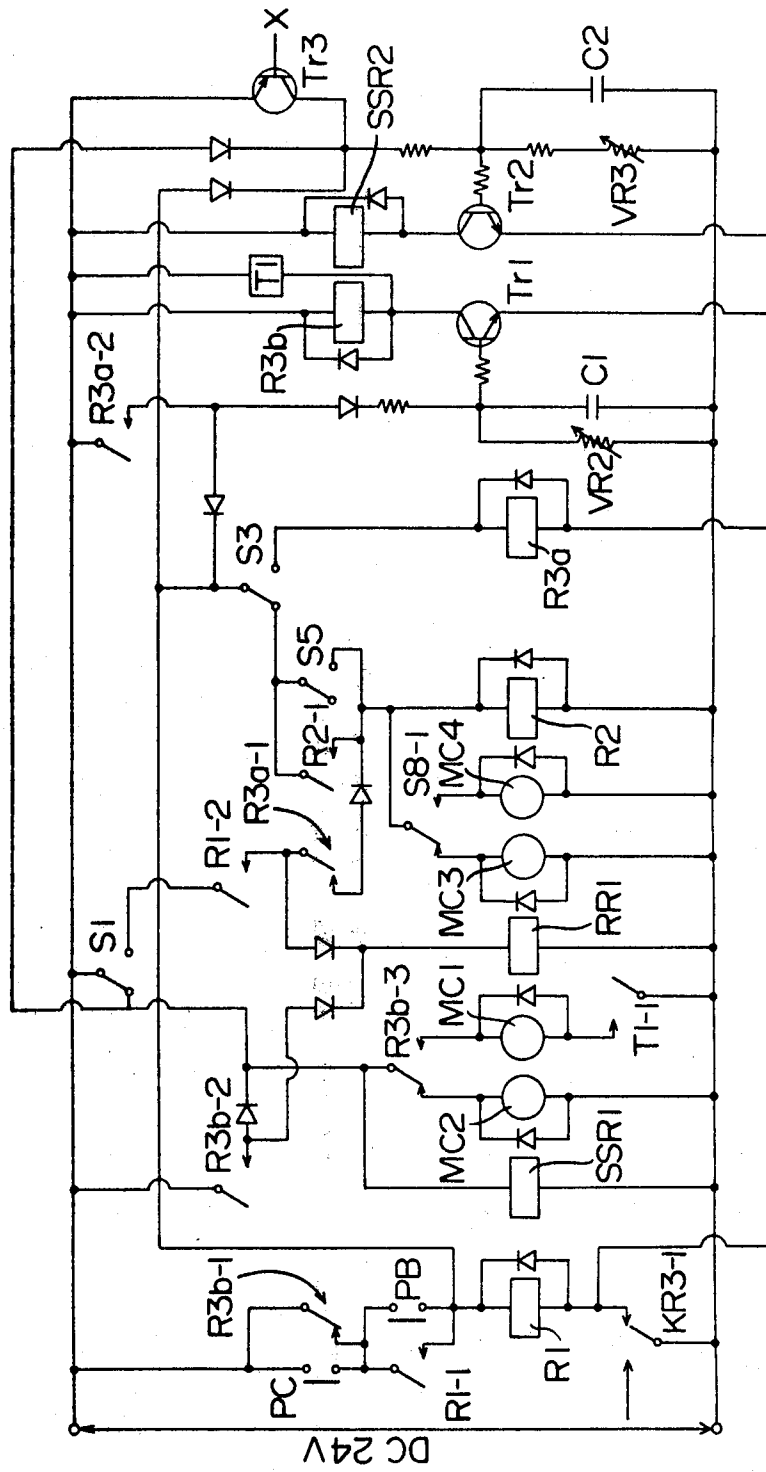 DC 24V
PC
R3b-1
PB
R1-1
R1
KR3-1
R3b-2
SSR1
MC2
R3b-3
MC1
T1-1
S1
R1-2
RR1
MC3
R3a-1
R2-1
S5
S8-1
MC4
R2
S3
R3a
R3a-2
VR2
C1
R3b
T1
Tr1
SSR2
Tr2
VR3
C2
Tr3
X